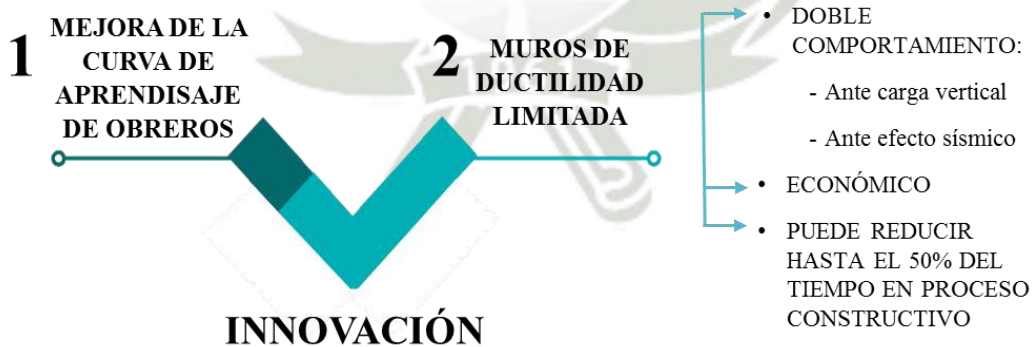 1
MEJORA DE LA
CURVA DE
APRENDISAJE
DE OBREROS
2
MUROS DE
DUCTILIDAD
LIMITADA
INNOVACIÓN
• DOBLE
COMPORTAMIENTO:
- Ante carga vertical
- Ante efecto sísmico
• ECONÓMICO
• PUEDE REDUCIR
HASTA EL 50% DEL
TIEMPO EN PROCESO
CONSTRUCTIVO